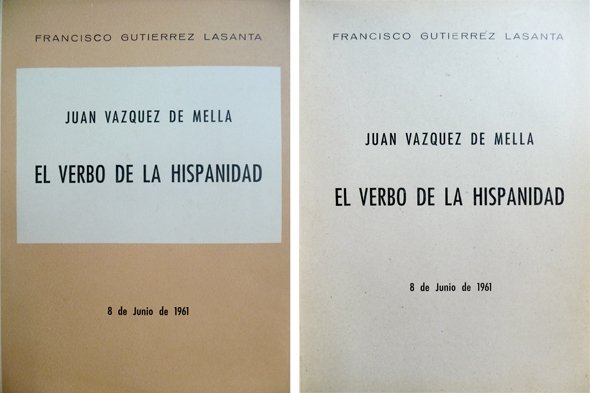 FRANCISCO GUTIERREZ LASANTA
JUAN VAZQUEZ DE MELLA
EL VERBO DE LA HISPANIDAD
8 de Junio de 1961
FRANCISCO GUTIERREZ LASANTA
JUAN VAZQUEZ DE MELLA
EL VERBO DE LA HISPANIDAD
8 de Junio de 1961